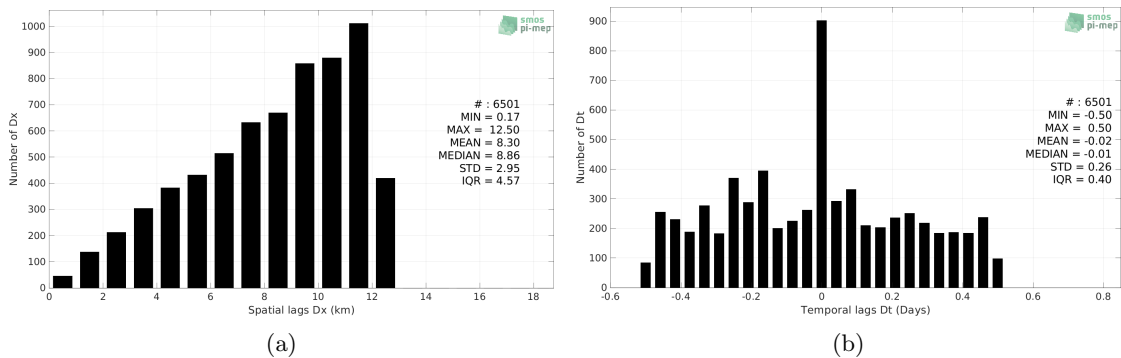 1000
900
800
700
600
500
400
300
200
100
0
0
2
4
6
8
10
12
14
16
18
Number of Dx
Spatial lags Dx (km)
smos
pi-mep
# : 6501
MIN = 0.17
MAX = 12.50
MEAN = 8.30
MEDIAN = 8.86
STD = 2.95
IQR = 4.57
(a)
900
800
700
600
500
400
300
200
100
0
-0.6
-0.4
-0.2
0
0.2
0.4
0.6
0.8
Number of Dt
Temporal lags Dt (Days)
smos
pi-mep
# : 6501
MIN = -0.50
MAX = 0.50
MEAN = -0.02
MEDIAN = -0.01
STD = 0.26
IQR = 0.40
(b)